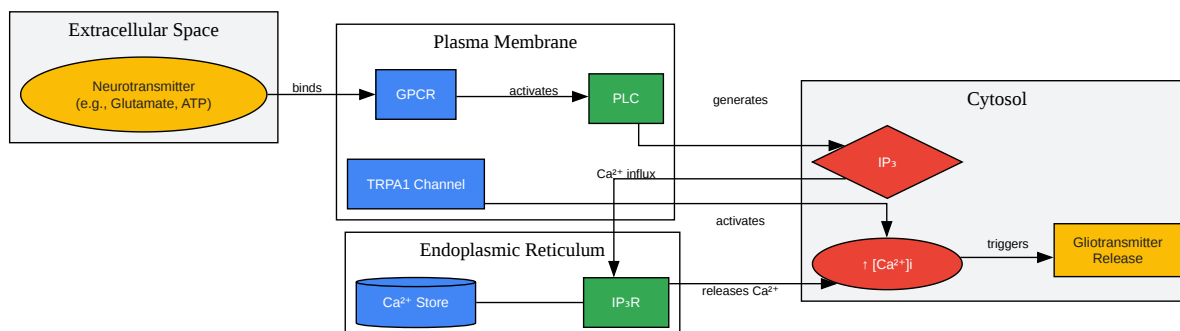 Extracellular Space
Neurotransmitter
(e.g., Glutamate, ATP)
binds
Plasma Membrane
GPCR
activates
PLC
generates
TRPA1 Channel
Ca²⁺ influx
activates
Cytosol
IP₃
↑ [Ca²⁺]i
triggers
Gliotransmitter
Release
Endoplasmic Reticulum
Ca²⁺ Store
IP₃R
releases Ca²⁺